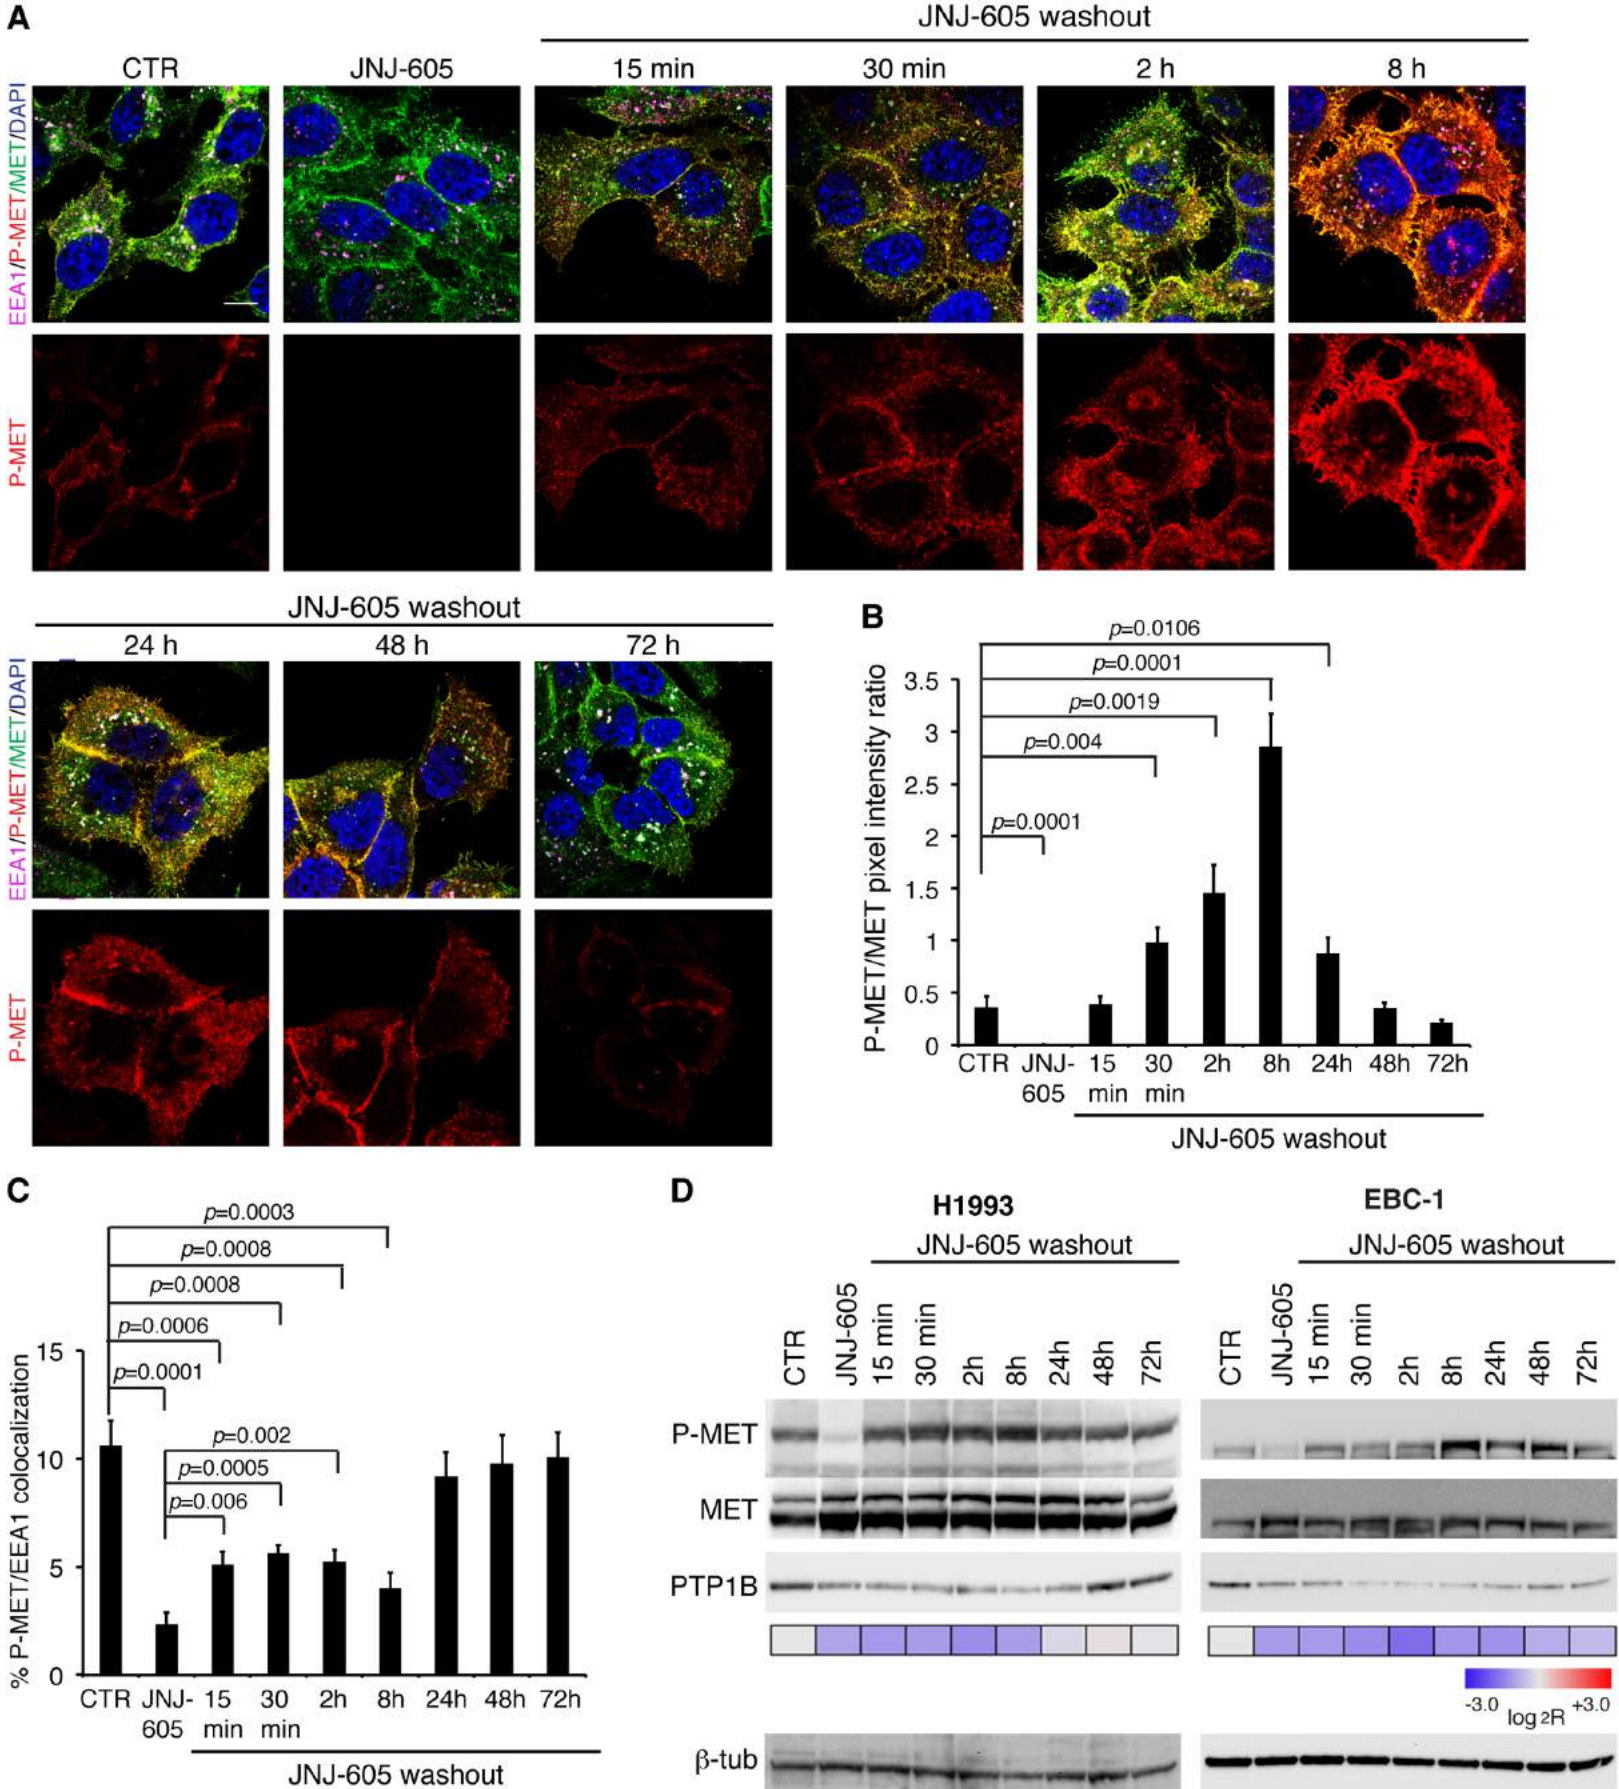 A
JNJ-605 washout
CTR
JNJ-605
15 min
30 min
2 h
8 h
EEA1/P-MET/MET/DAPI
P-MET
JNJ-605 washout
24 h
48 h
72 h
EEA1/P-MET/MET/DAPI
P-MET
B
p=0.0106
p=0.0001
p=0.0019
p=0.004
p=0.0001
P-MET/MET pixel intensity ratio
3.5
3
2.5
2
1.5
1
0.5
0
CTR JNJ- 15 30 2h 8h 24h 48h 72h
605 min min
JNJ-605 washout
C
p=0.0003
p=0.0008
p=0.0008
p=0.0006
p=0.0001
p=0.002
p=0.0005
p=0.006
% P-MET/EEA1 colocalization
15
10
5
0
CTR JNJ- 15 30 2h 8h 24h 48h 72h
605 min min
JNJ-605 washout
D
H1993
EBC-1
JNJ-605 washout
JNJ-605 washout
CTR JNJ-605 15 min 30 min 2h 8h 24h 48h 72h
CTR JNJ-605 15 min 30 min 2h 8h 24h 48h 72h
P-MET
MET
PTP1B
-3.0 +3.0
log 2R
β-tub